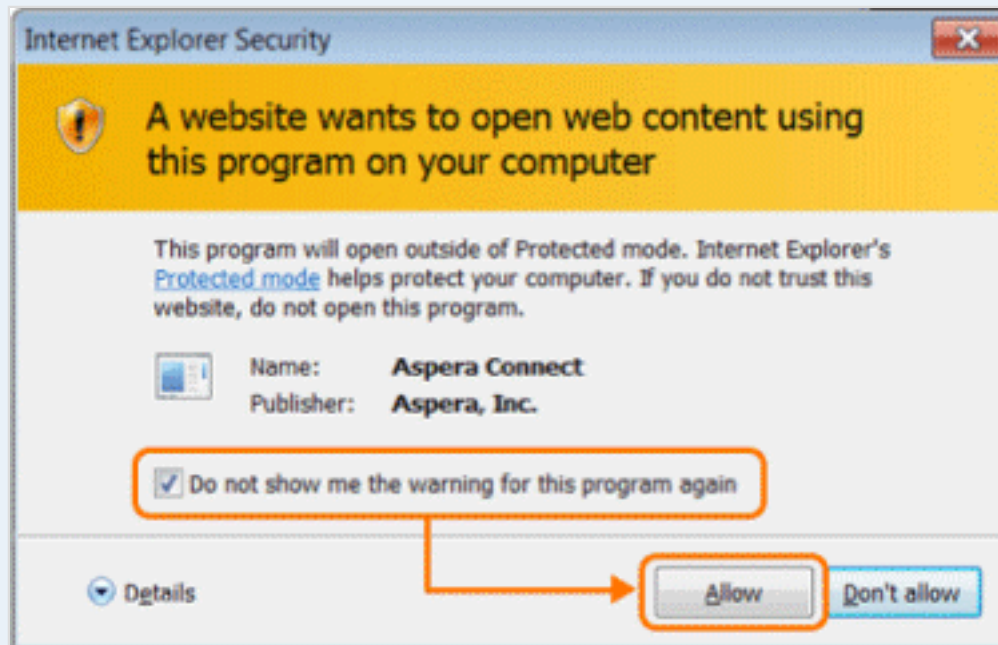 Internet Explorer Security
A website wants to open web content using
this program on your computer
This program will open outside of Protected mode. Internet Explorer's
Protected mode helps protect your computer. If you do not trust this
website, do not open this program.
Name: Aspera Connect
Publisher: Aspera, Inc.
Do not show me the warning for this program again
Details Allow Don't allow